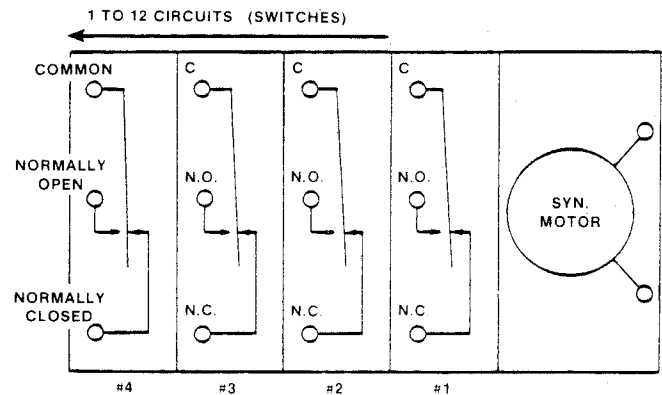 1 TO 12 CIRCUITS (SWITCHES)
COMMON
C
C
C
NORMALLY
OPEN
N.O.
N.O.
N.O.
SYN.
MOTOR
NORMALLY
CLOSED
N.C.
N.C.
N.C.
#4
#3
#2
#1